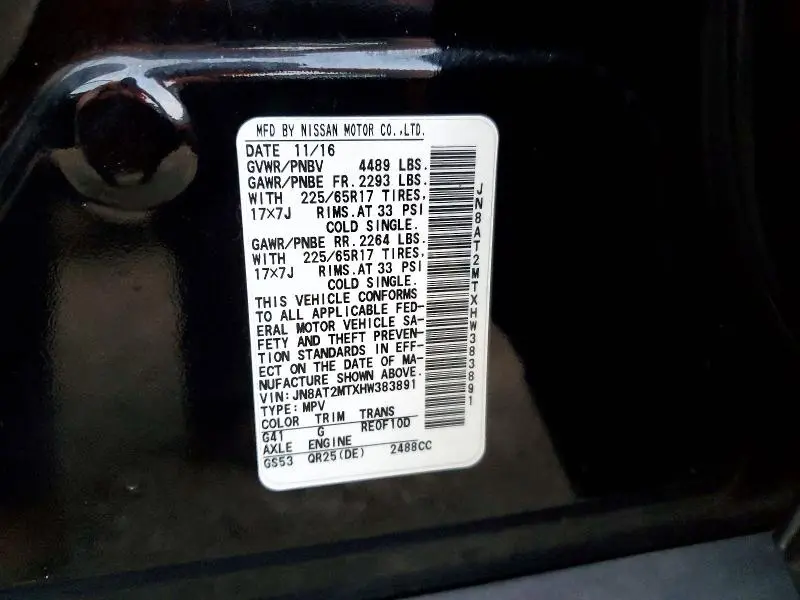 MFD BY NISSAN MOTOR CO.,LTD.
DATE 11/16
GVWR/PNBV 4489 LBS.
GAWR/PNBE FR. 2293 LBS.
WITH 225/65R17 TIRES,
17×7J RIMS.AT 33 PSI
COLD SINGLE.
GAWR/PNBE RR. 2264 LBS.
WITH 225/65R17 TIRES,
17×7J RIMS.AT 33 PSI
COLD SINGLE.
THIS VEHICLE CONFORMS
TO ALL APPLICABLE FED-
ERAL MOTOR VEHICLE SA-
FETY AND THEFT PREVEN-
TION STANDARDS IN EFF-
ECT ON THE DATE OF MA-
NUFACTURE SHOWN ABOVE.
VIN: JN8AT2MTXHW383891
TYPE: MPV
COLOR TRIM TRANS
G41 G RE0F10D
AXLE ENGINE
GS53 QR25(DE) 2488CC
JN8AT2MTXHW383891